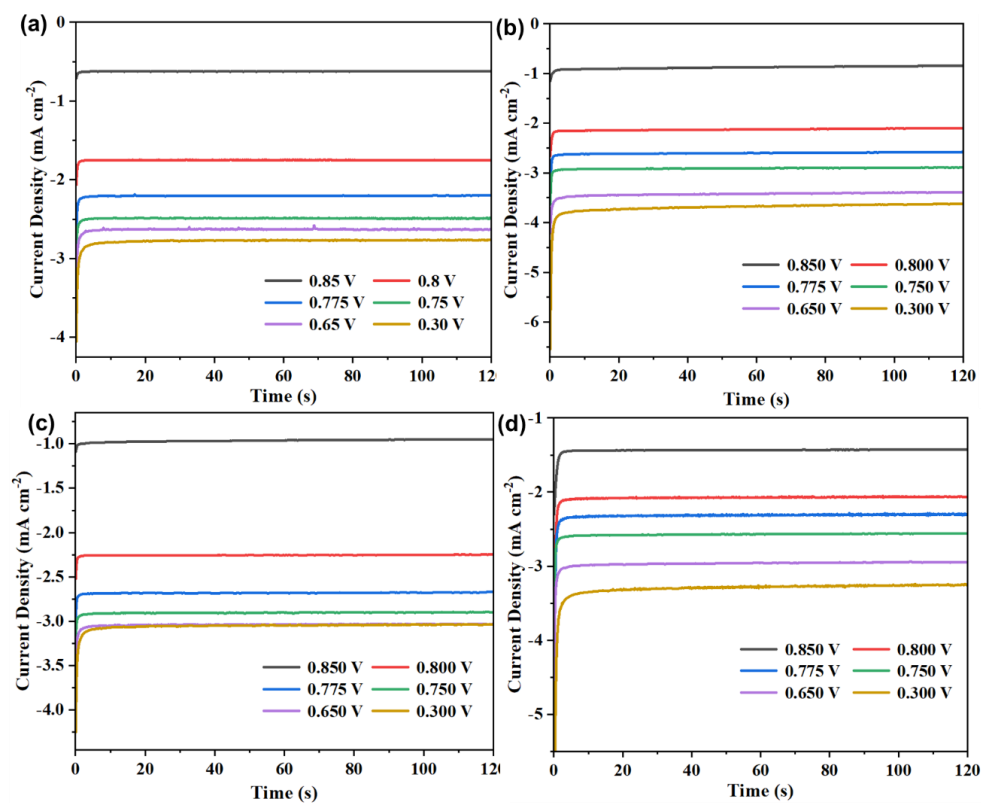 (a)
0
-1
-2
-3
-4
Current Density (mA cm⁻²)
0.85 V 0.8 V
0.775 V 0.75 V
0.65 V 0.30 V
0 20 40 60 80 100
Time (s)
(b)
0
-1
-2
-3
-4
-5
-6
Current Density (mA cm⁻²)
0.850 V 0.800 V
0.775 V 0.750 V
0.650 V 0.300 V
0 20 40 60 80 100 120
Time (s)
(c)
-1.0
-1.5
-2.0
-2.5
-3.0
-3.5
-4.0
Current Density (mA cm⁻²)
0.850 V 0.800 V
0.775 V 0.750 V
0.650 V 0.300 V
0 20 40 60 80 100
Time (s)
(d)
-1
-2
-3
-4
-5
Current Density (mA cm⁻²)
0.850 V 0.800 V
0.775 V 0.750 V
0.650 V 0.300 V
0 20 40 60 80 100 120
Time (s)